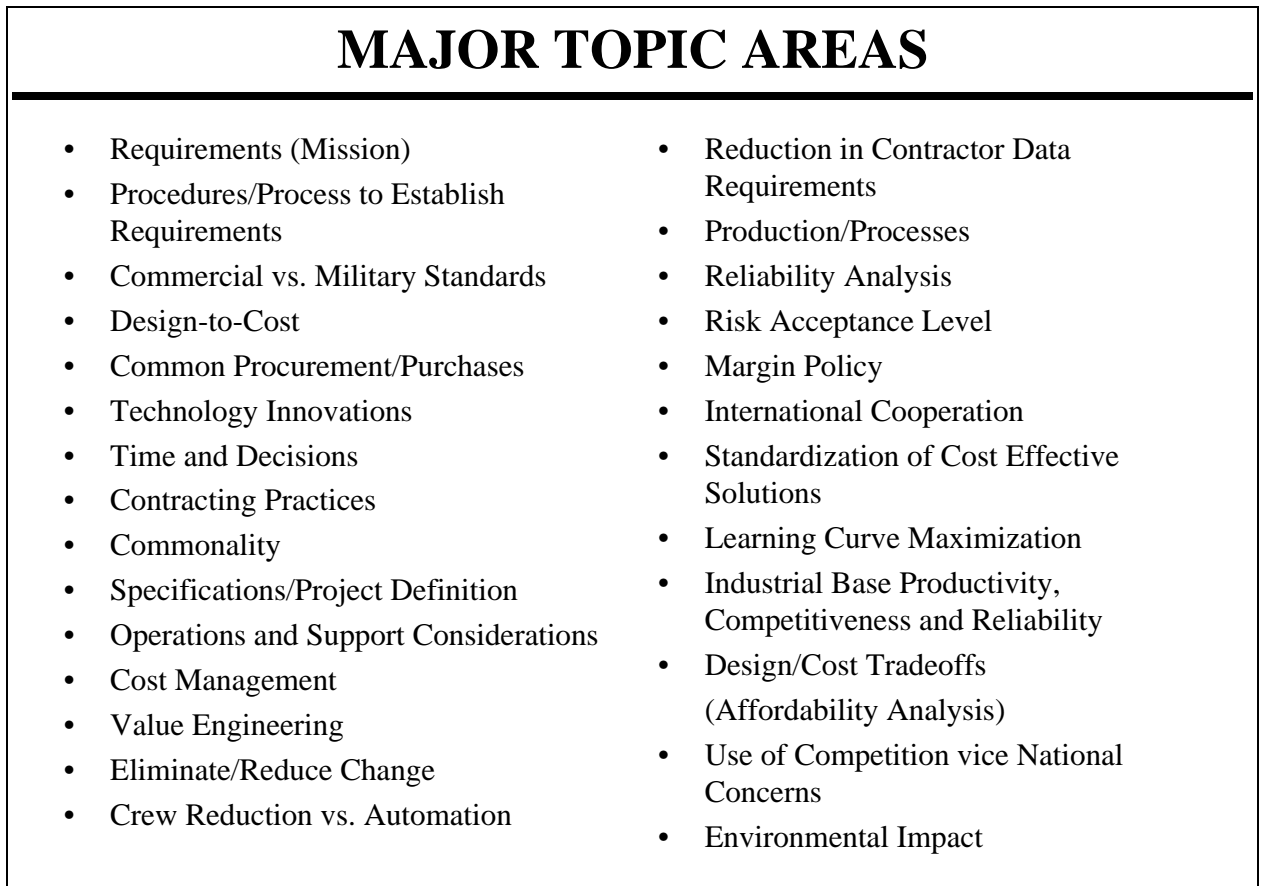 MAJOR TOPIC AREAS
• Requirements (Mission)
• Procedures/Process to Establish
Requirements
• Commercial vs. Military Standards
• Design-to-Cost
• Common Procurement/Purchases
• Technology Innovations
• Time and Decisions
• Contracting Practices
• Commonality
• Specifications/Project Definition
• Operations and Support Considerations
• Cost Management
• Value Engineering
• Eliminate/Reduce Change
• Crew Reduction vs. Automation
• Reduction in Contractor Data
Requirements
• Production/Processes
• Reliability Analysis
• Risk Acceptance Level
• Margin Policy
• International Cooperation
• Standardization of Cost Effective
Solutions
• Learning Curve Maximization
• Industrial Base Productivity,
Competitiveness and Reliability
• Design/Cost Tradeoffs
(Affordability Analysis)
• Use of Competition vice National
Concerns
• Environmental Impact